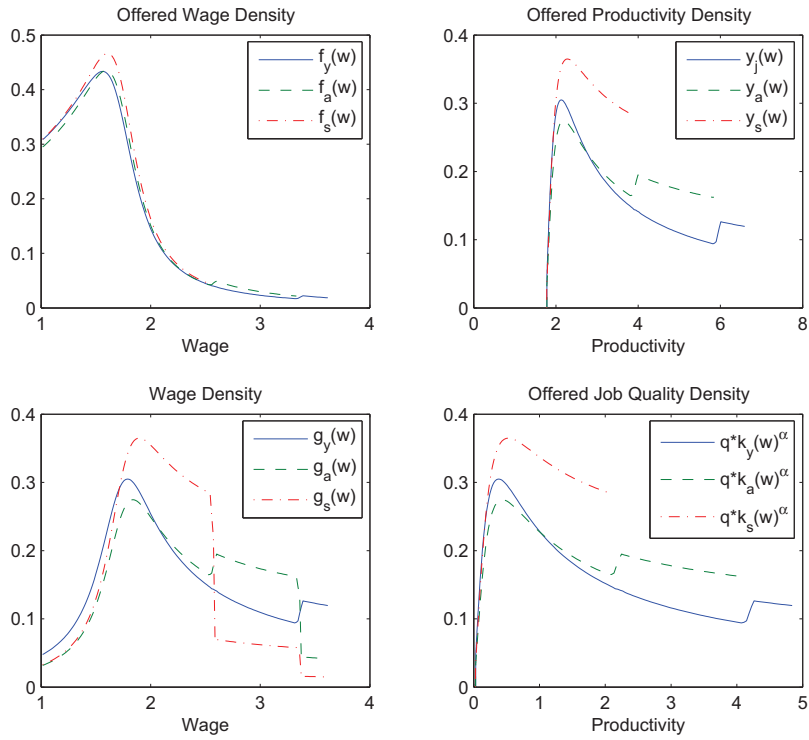 Offered Wage Density
f_y(w)
f_a(w)
f_s(w)
0.5
0.4
0.3
0.2
0.1
0
1 2 3 4
Wage
Offered Productivity Density
y_j(w)
y_a(w)
y_s(w)
0.4
0.3
0.2
0.1
0
0 2 4 6 8
Productivity
Wage Density
g_y(w)
g_a(w)
g_s(w)
0.4
0.3
0.2
0.1
0
1 2 3 4
Wage
Offered Job Quality Density
q*k_y(w)^α
q*k_a(w)^α
q*k_s(w)^α
0.4
0.3
0.2
0.1
0
0 1 2 3 4 5
Productivity